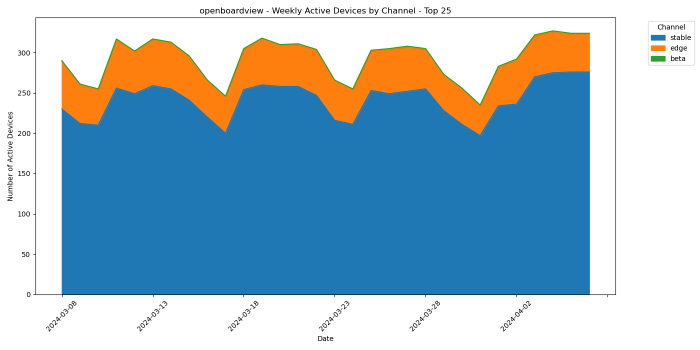 openboardview - Weekly Active Devices by Channel - Top 25
Channel
stable
edge
beta
Number of Active Devices
300
250
200
150
100
50
0
2024-03-08
2024-03-13
2024-03-18
2024-03-23
2024-03-28
2024-04-02
Date